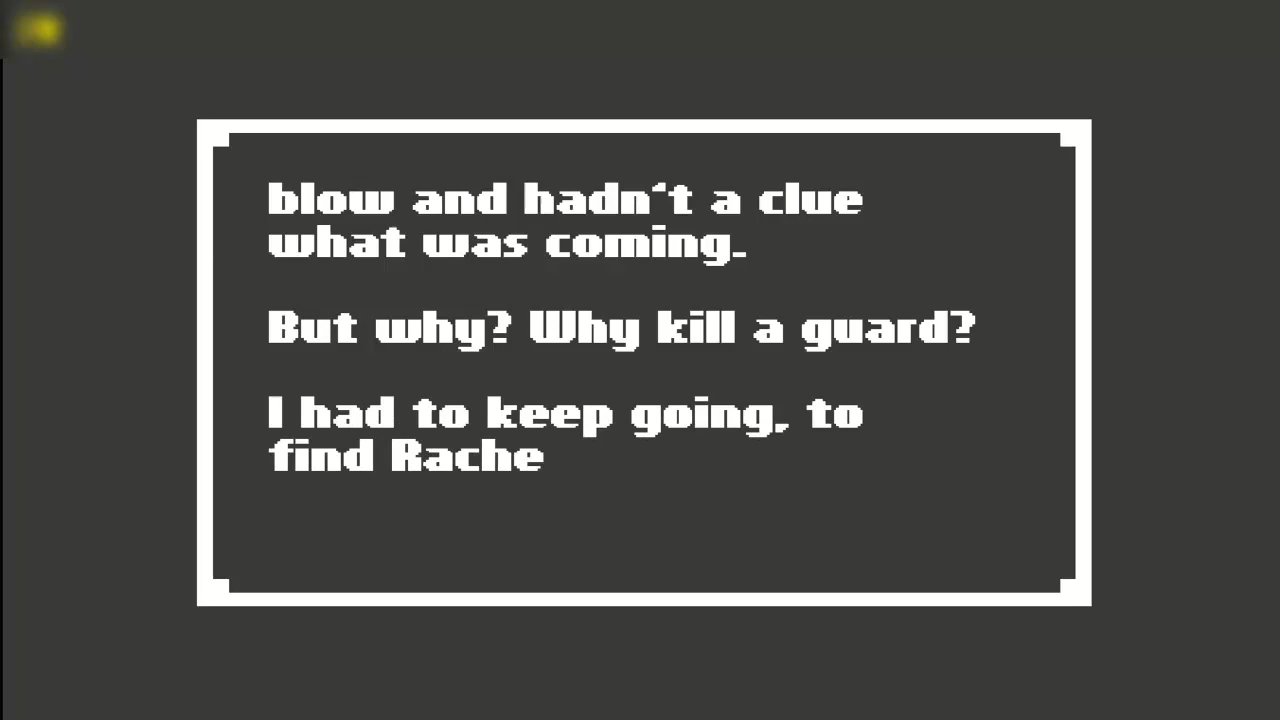 blow and hadn't a clue
what was coming.
But why? Why kill a guard?
I had to keep going, to
find Rache